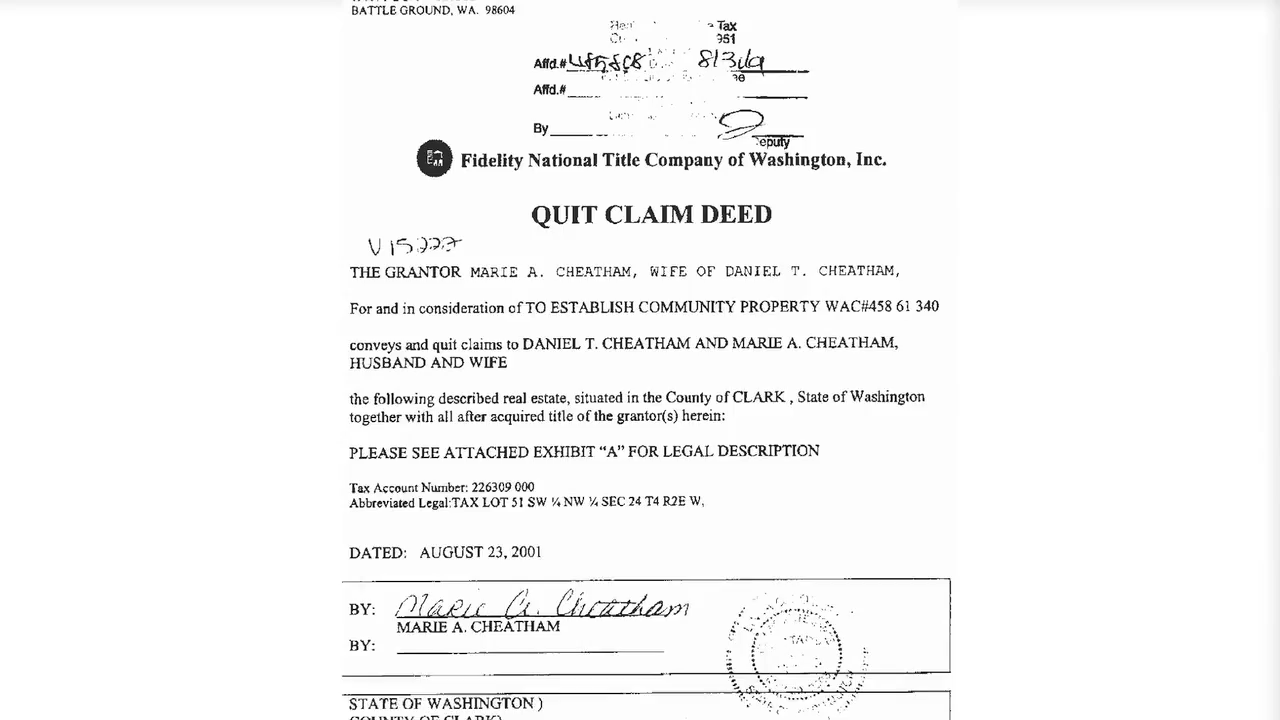 BATTLE GROUND, WA. 98604
Tax
951
Affd.#
Affd.#
By
eputy
Fidelity National Title Company of Washington, Inc.
QUIT CLAIM DEED
V 15227
THE GRANTOR MARIE A. CHEATHAM, WIFE OF DANIEL T. CHEATHAM,
For and in consideration of TO ESTABLISH COMMUNITY PROPERTY WAC#458 61 340
conveys and quit claims to DANIEL T. CHEATHAM AND MARIE A. CHEATHAM,
HUSBAND AND WIFE
the following described real estate, situated in the County of CLARK , State of Washington
together with all after acquired title of the grantor(s) herein:
PLEASE SEE ATTACHED EXHIBIT “A” FOR LEGAL DESCRIPTION
Tax Account Number: 226309 000
Abbreviated Legal:TAX LOT 51 SW ¼ NW ¼ SEC 24 T4 R2E W,
DATED: AUGUST 23, 2001
BY: Marie A. Cheatham
MARIE A. CHEATHAM
BY:
STATE OF WASHINGTON )
COUNTY OF CLARK)